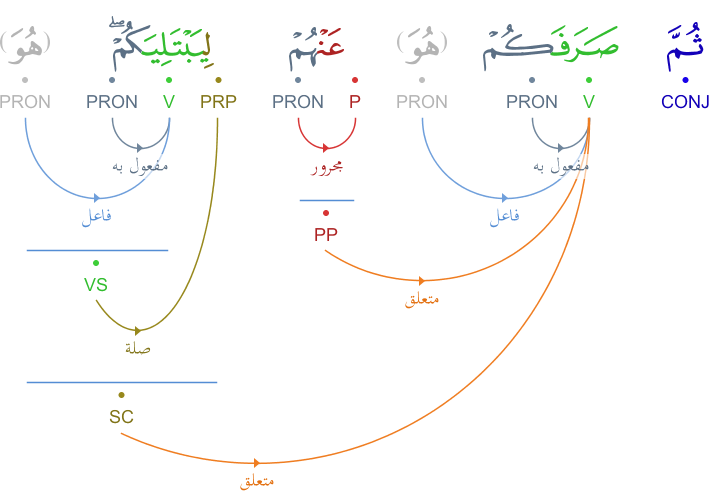 ثُمَّ صَرَفَكُمْ (هُوَ) عَنْهُمْ لِيَبْتَلِيَكُمْ ۖ (هُوَ)
CONJ V PRON PRON P PRON PRP V PRON PRON
مفعول به مجرور مفعول به
فاعل فاعل
PP
VS
متعلق
صلة
SC
متعلق